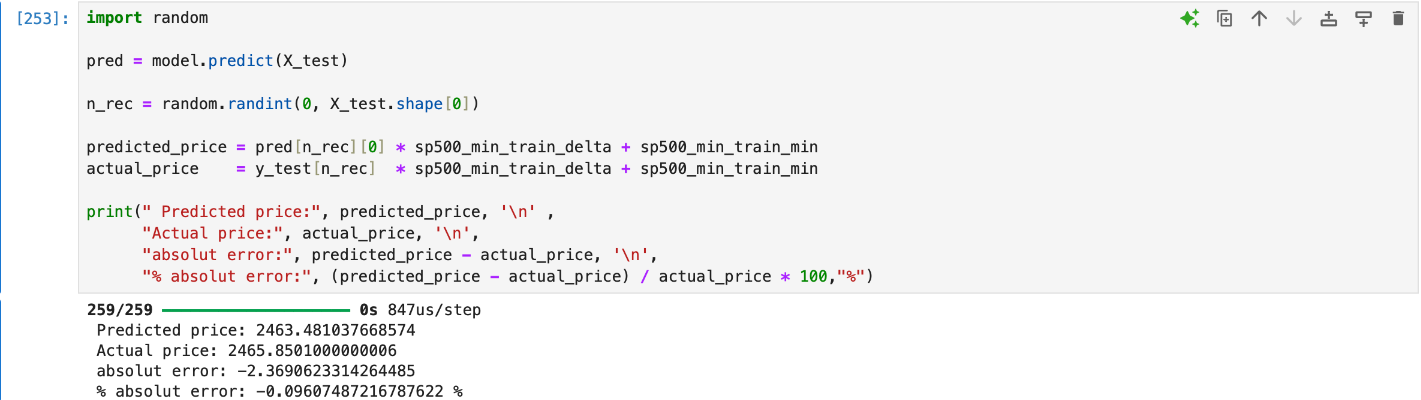 [253]: import random
pred = model.predict(X_test)
n_rec = random.randint(0, X_test.shape[0])
predicted_price = pred[n_rec][0] * sp500_min_train_delta + sp500_min_train_min
actual_price    = y_test[n_rec]  * sp500_min_train_delta + sp500_min_train_min
print(" Predicted price:", predicted_price, '\n' ,
      "Actual price:", actual_price, '\n',
      "absolut error:", predicted_price - actual_price, '\n',
      "% absolut error:", (predicted_price - actual_price) / actual_price * 100,"%")
259/259 0s 847us/step
 Predicted price: 2463.481037668574
 Actual price: 2465.8501000000006
 absolut error: -2.3690623314264485
 % absolut error: -0.09607487216787622 %